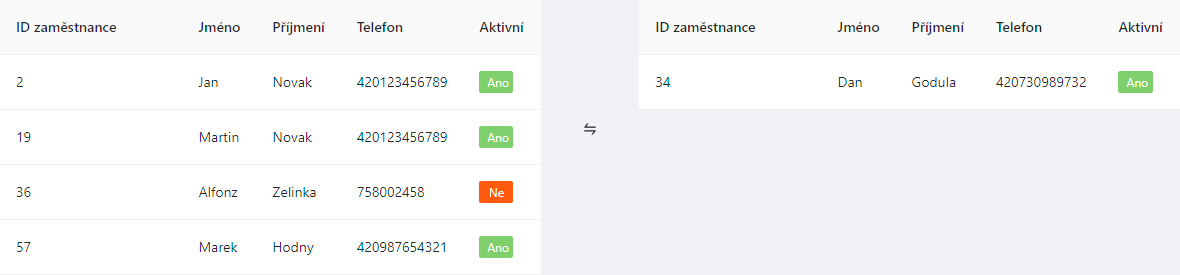 ID zaměstnance Jméno Příjmení Telefon Aktivní
2 Jan Novak 420123456789 Ano
19 Martin Novak 420123456789 Ano
36 Alfonz Zelinka 758002458 Ne
57 Marek Hodny 420987654321 Ano
ID zaměstnance Jméno Příjmení Telefon Aktivní
34 Dan Godula 420730989732 Ano